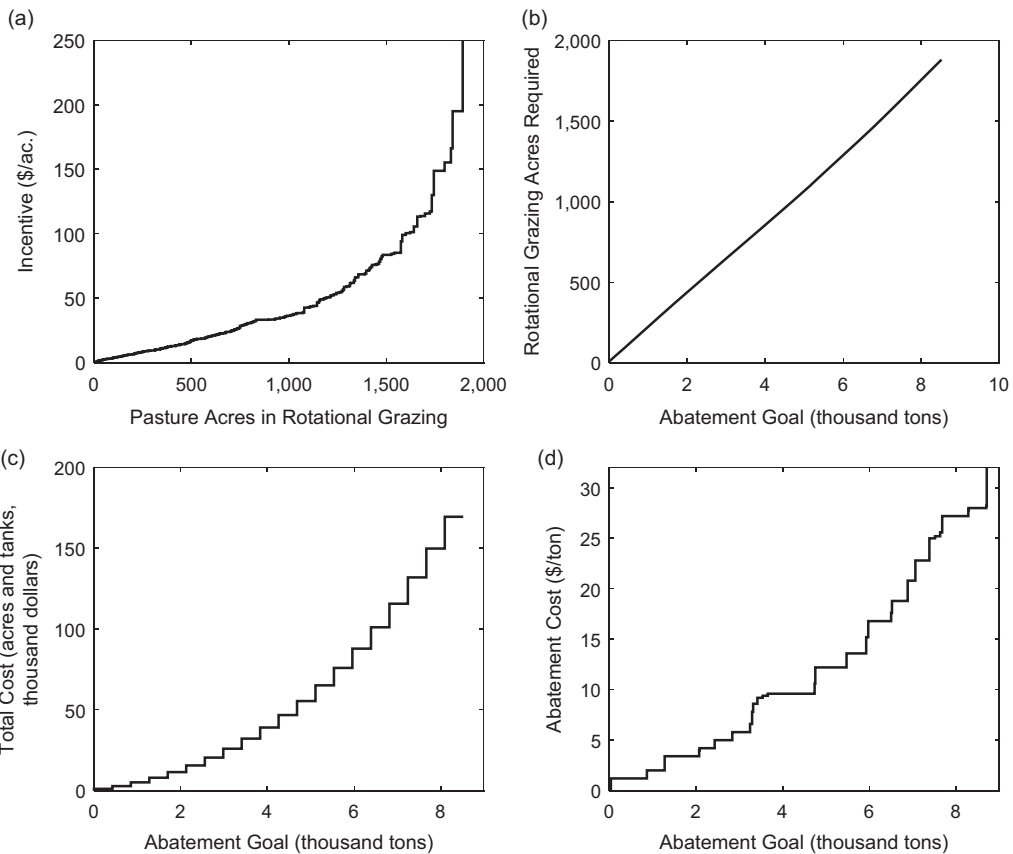 (a)
250
200
150
100
50
0
Incentive ($/ac.)
0 500 1,000 1,500 2,000
Pasture Acres in Rotational Grazing
(b)
2,000
1,500
1,000
500
0
Rotational Grazing Acres Required
0 2 4 6 8 10
Abatement Goal (thousand tons)
(c)
200
150
100
50
0
Total Cost (acres and tanks,
thousand dollars)
0 2 4 6 8
Abatement Goal (thousand tons)
(d)
30
25
20
15
10
5
0
Abatement Cost ($/ton)
0 2 4 6 8
Abatement Goal (thousand tons)